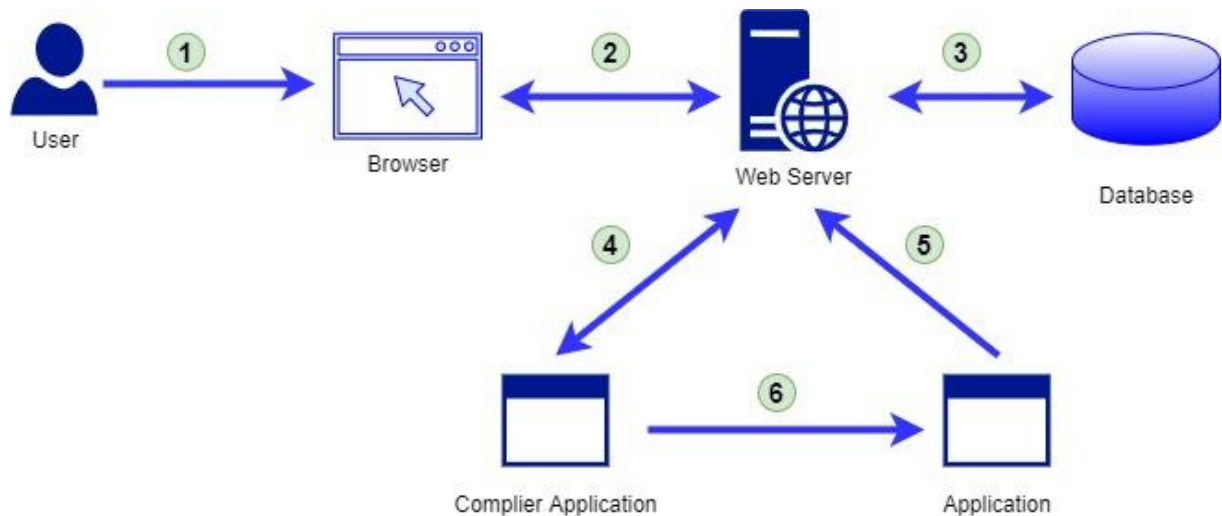 1
2
3
User
Browser
Web Server
Database
4
5
6
Complier Application
Application